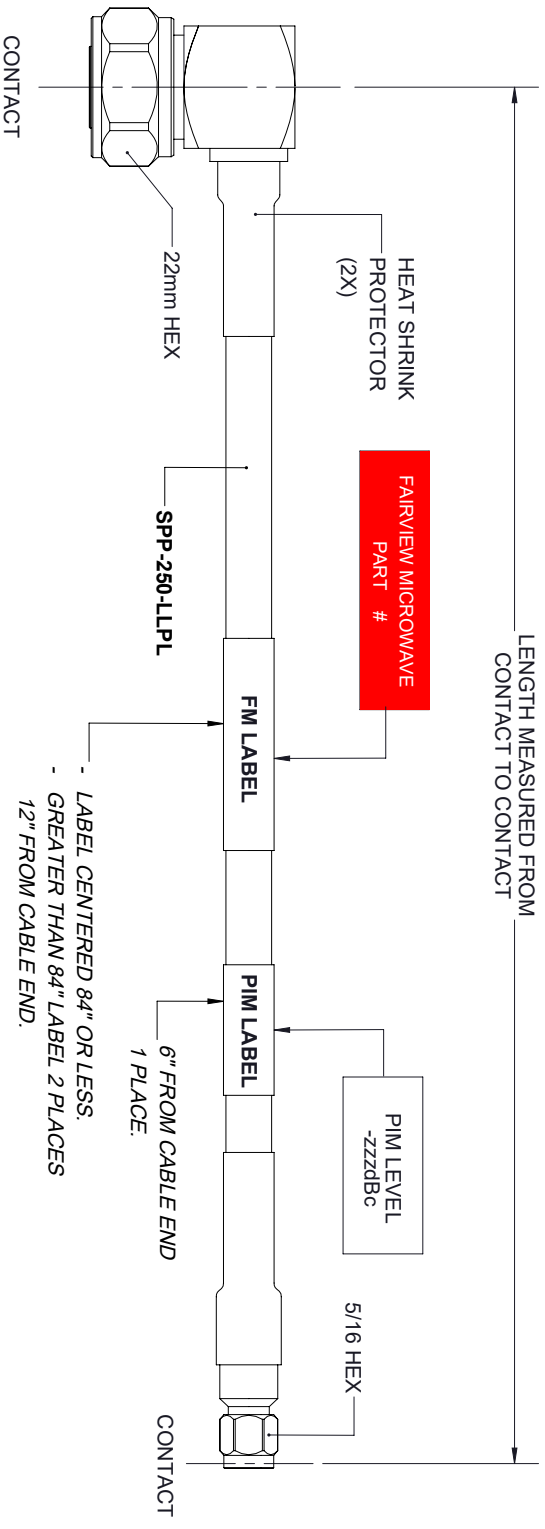 LENGTH MEASURED FROM
CONTACT TO CONTACT
HEAT SHRINK
PROTECTOR
(2X)
FAIRVIEW MICROWAVE
PART #
PIM LEVEL
-zzzdBc
5/16 HEX
FM LABEL
PIM LABEL
22mm HEX
SPP-250-LLPL
CONTACT
CONTACT
- LABEL CENTERED 84" OR LESS.
- GREATER THAN 84" LABEL 2 PLACES
12" FROM CABLE END.
6" FROM CABLE END
1 PLACE.